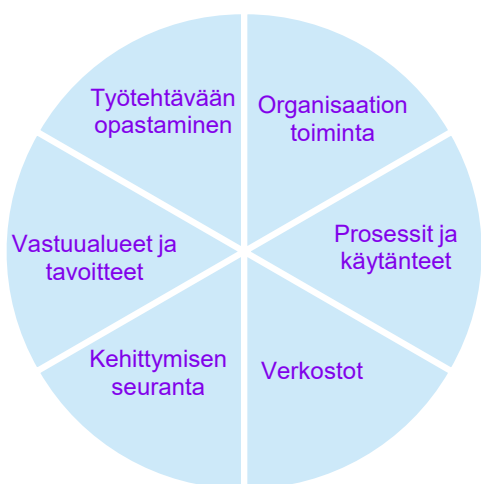 Työtehtävään
opastaminen
Organisaation
toiminta
Vastuualueet ja
tavoitteet
Prosessit ja
käytänteet
Kehittymisen
seuranta
Verkostot